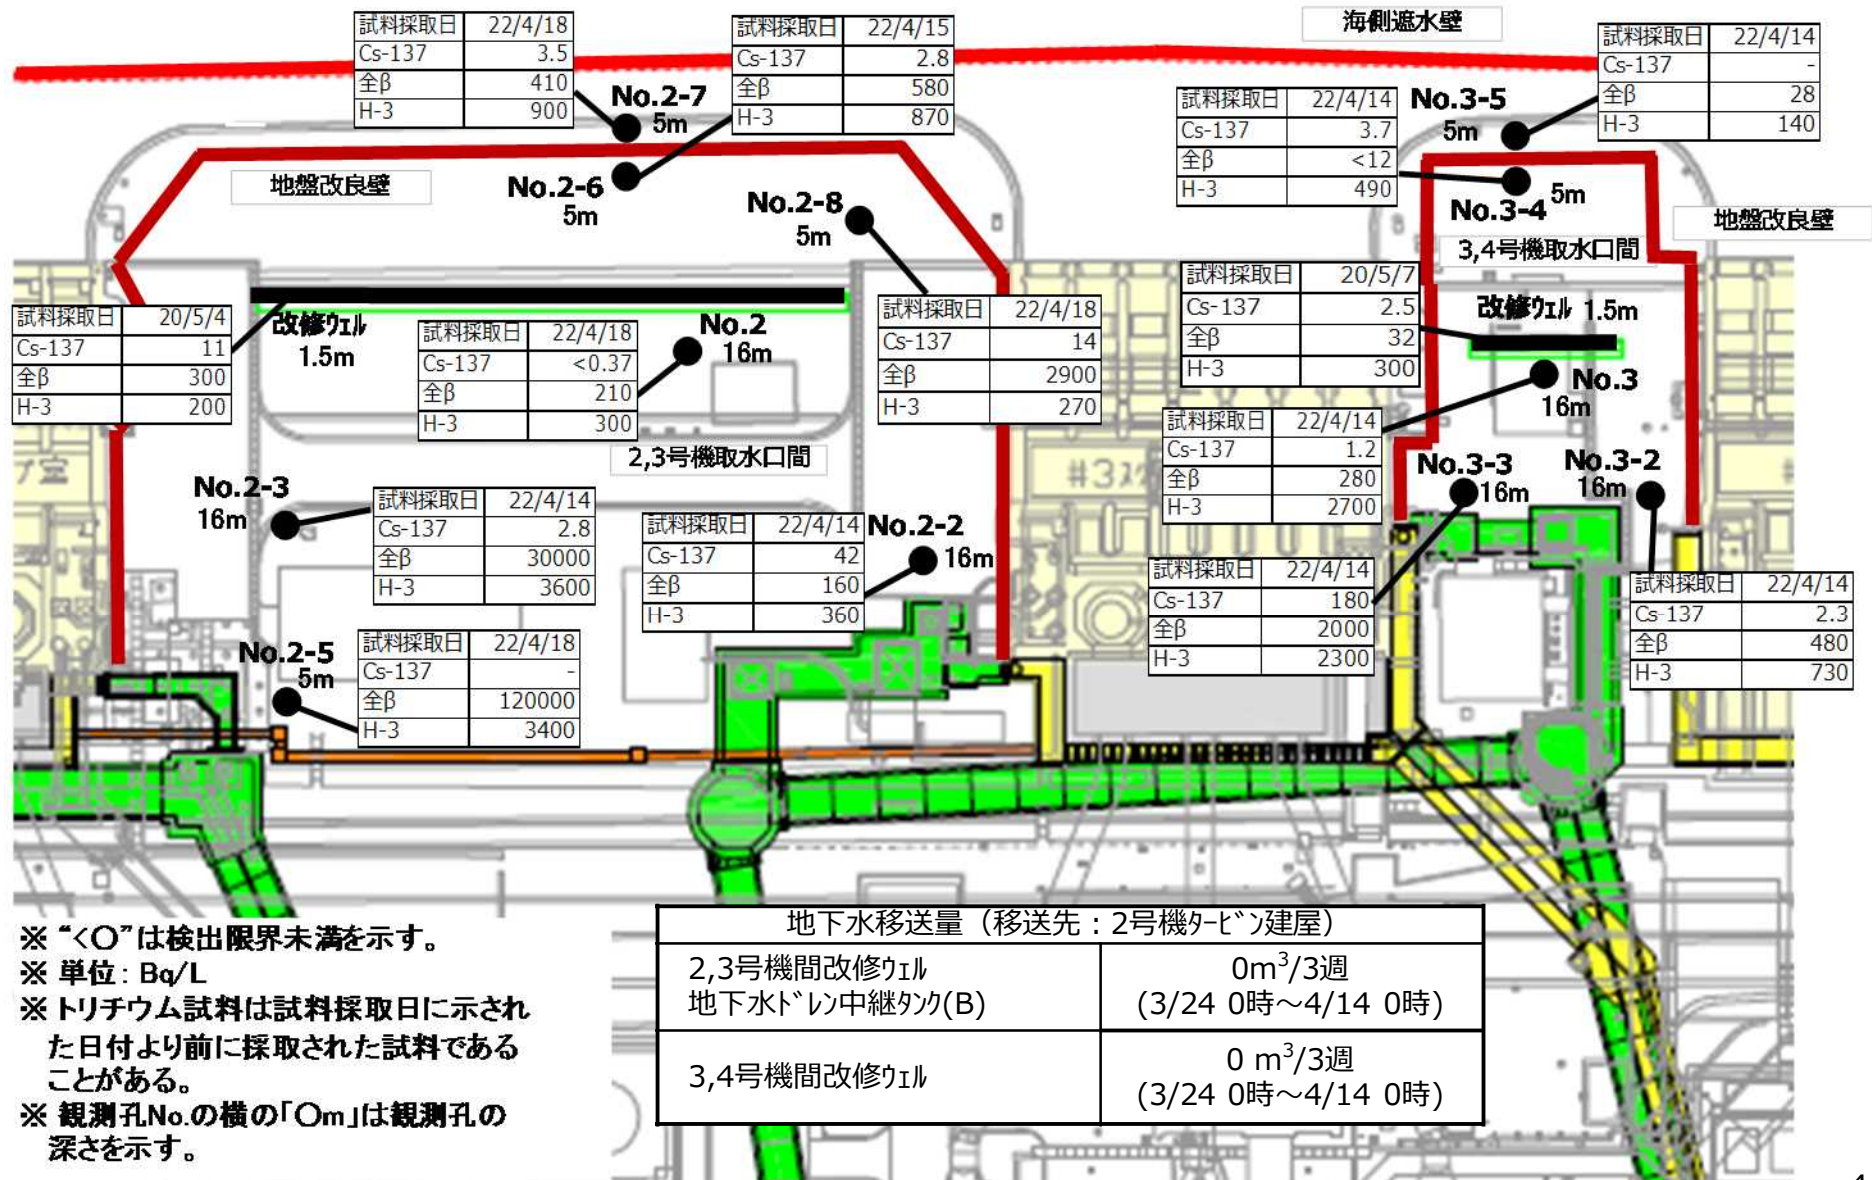 海側遮水壁
試料採取日 22/4/18
Cs-137 3.5
全β 410
H-3 900
No.2-7
5m
試料採取日 22/4/15
Cs-137 2.8
全β 580
H-3 870
No.2-6
5m
地盤改良壁
No.2-8
5m
試料採取日 22/4/18
Cs-137 14
全β 2900
H-3 270
試料採取日 20/5/4
Cs-137 11
全β 300
H-3 200
改修ウェル
1.5m
試料採取日 22/4/18
Cs-137 <0.37
全β 210
H-3 300
No.2
16m
2,3号機取水口間
No.2-3
16m
試料採取日 22/4/14
Cs-137 2.8
全β 30000
H-3 3600
試料採取日 22/4/14
Cs-137 42
全β 160
H-3 360
No.2-2
16m
No.2-5
5m
試料採取日 22/4/18
Cs-137 -
全β 120000
H-3 3400
試料採取日 22/4/14
Cs-137 -
全β 28
H-3 140
No.3-5
5m
試料採取日 22/4/14
Cs-137 3.7
全β <12
H-3 490
No.3-4
5m
地盤改良壁
3,4号機取水口間
試料採取日 20/5/7
Cs-137 2.5
全β 32
H-3 300
改修ウェル 1.5m
No.3
16m
試料採取日 22/4/14
Cs-137 1.2
全β 280
H-3 2700
#3ｽｸ
No.3-3
16m
No.3-2
16m
試料採取日 22/4/14
Cs-137 180
全β 2000
H-3 2300
試料採取日 22/4/14
Cs-137 2.3
全β 480
H-3 730
プ室
※ “<〇”は検出限界未満を示す。
※ 単位: Bq/L
※ トリチウム試料は試料採取日に示され
た日付より前に採取された試料である
ことがある。
※ 観測孔No.の横の「〇m」は観測孔の
深さを示す。
地下水移送量（移送先：2号機ﾀｰﾋﾞﾝ建屋）
2,3号機間改修ｳｪﾙ
地下水ﾄﾞﾚﾝ中継ﾀﾝｸ(B)
0m³/3週
(3/24 0時～4/14 0時)
3,4号機間改修ｳｪﾙ
0 m³/3週
(3/24 0時～4/14 0時)